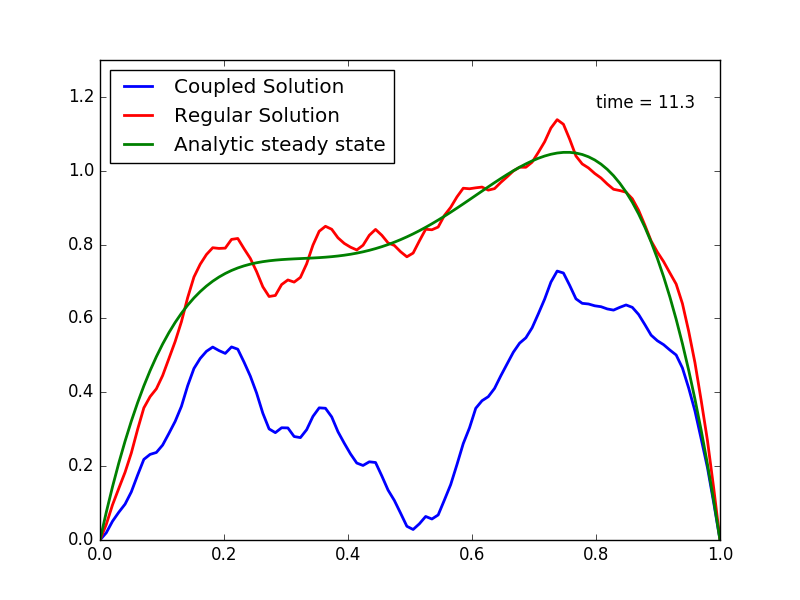 Coupled Solution
Regular Solution
Analytic steady state
time = 11.3
1.2
1.0
0.8
0.6
0.4
0.2
0.0
0.0 0.2 0.4 0.6 0.8 1.0